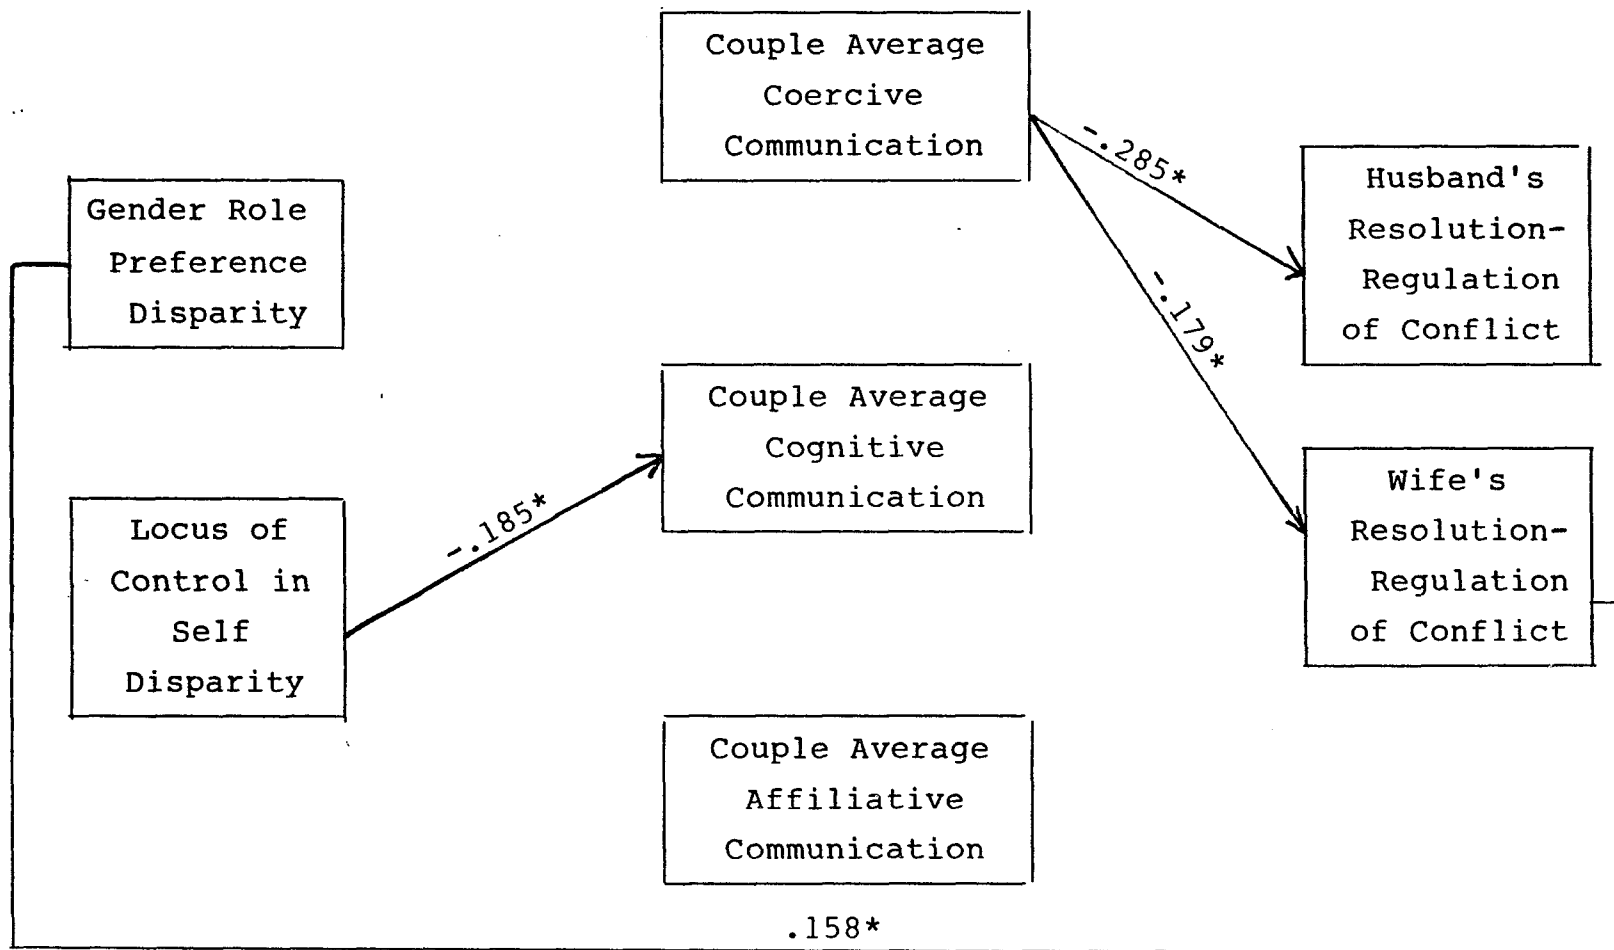 Couple Average
Coercive
Communication
-.285*
Husband's
Resolution-
Regulation
of Conflict
Gender Role
Preference
Disparity
-.179*
Couple Average
Cognitive
Communication
Wife's
Resolution-
Regulation
of Conflict
Locus of
Control in
Self
Disparity
-.185*
Couple Average
Affiliative
Communication
.158*